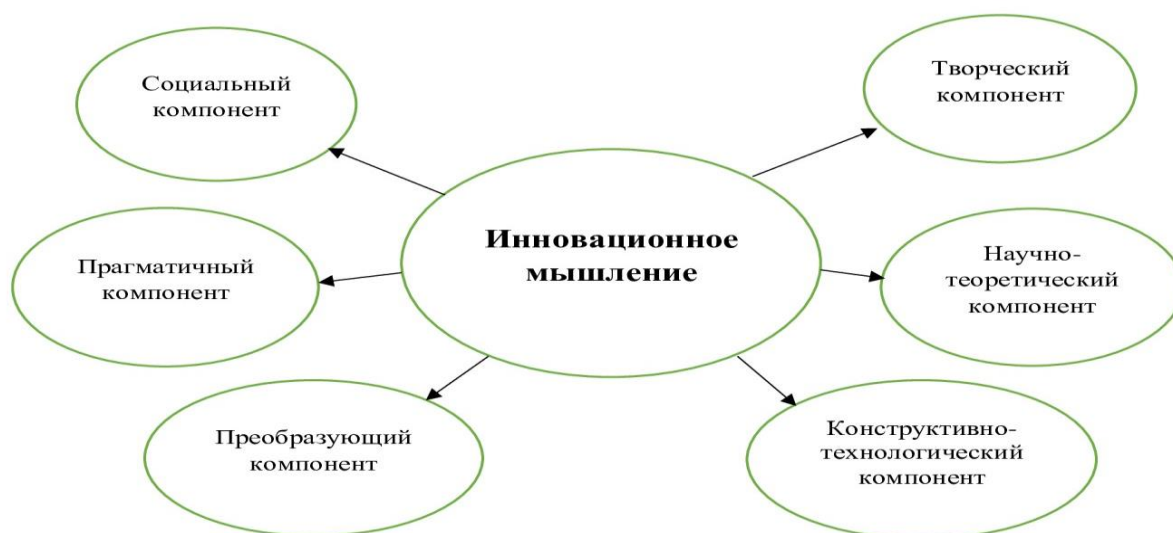 Социальный
компонент
Творческий
компонент
Инновационное
мышление
Прагматичный
компонент
Научно-
теоретический
компонент
Преобразующий
компонент
Конструктивно-
технологический
компонент